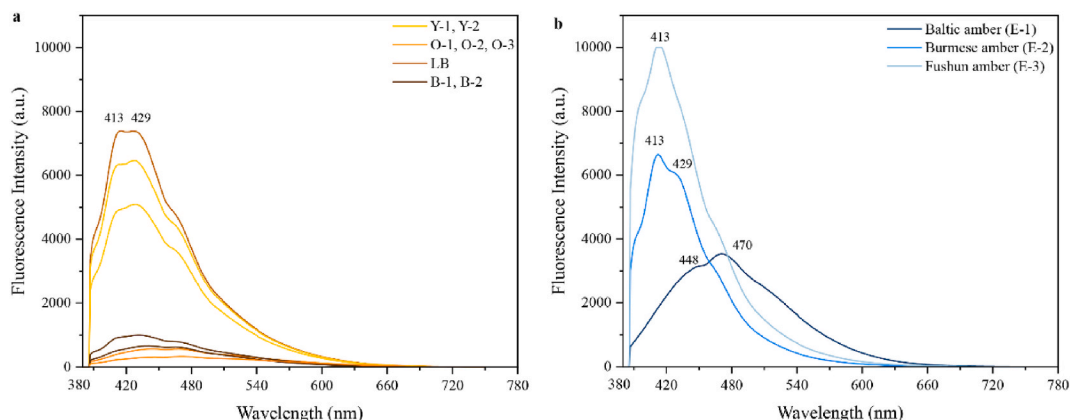 a
Y-1, Y-2
O-1, O-2, O-3
LB
B-1, B-2
413 429
Fluorescence Intensity (a.u.)
10000
8000
6000
4000
2000
0
380 420 480 540 600 660 720 780
Wavelength (nm)
b
Baltic amber (E-1)
Burmese amber (E-2)
Fushun amber (E-3)
413
413
429
448
470
Fluorescence Intensity (a.u.)
10000
8000
6000
4000
2000
0
380 420 480 540 600 660 720 780
Wavelength (nm)